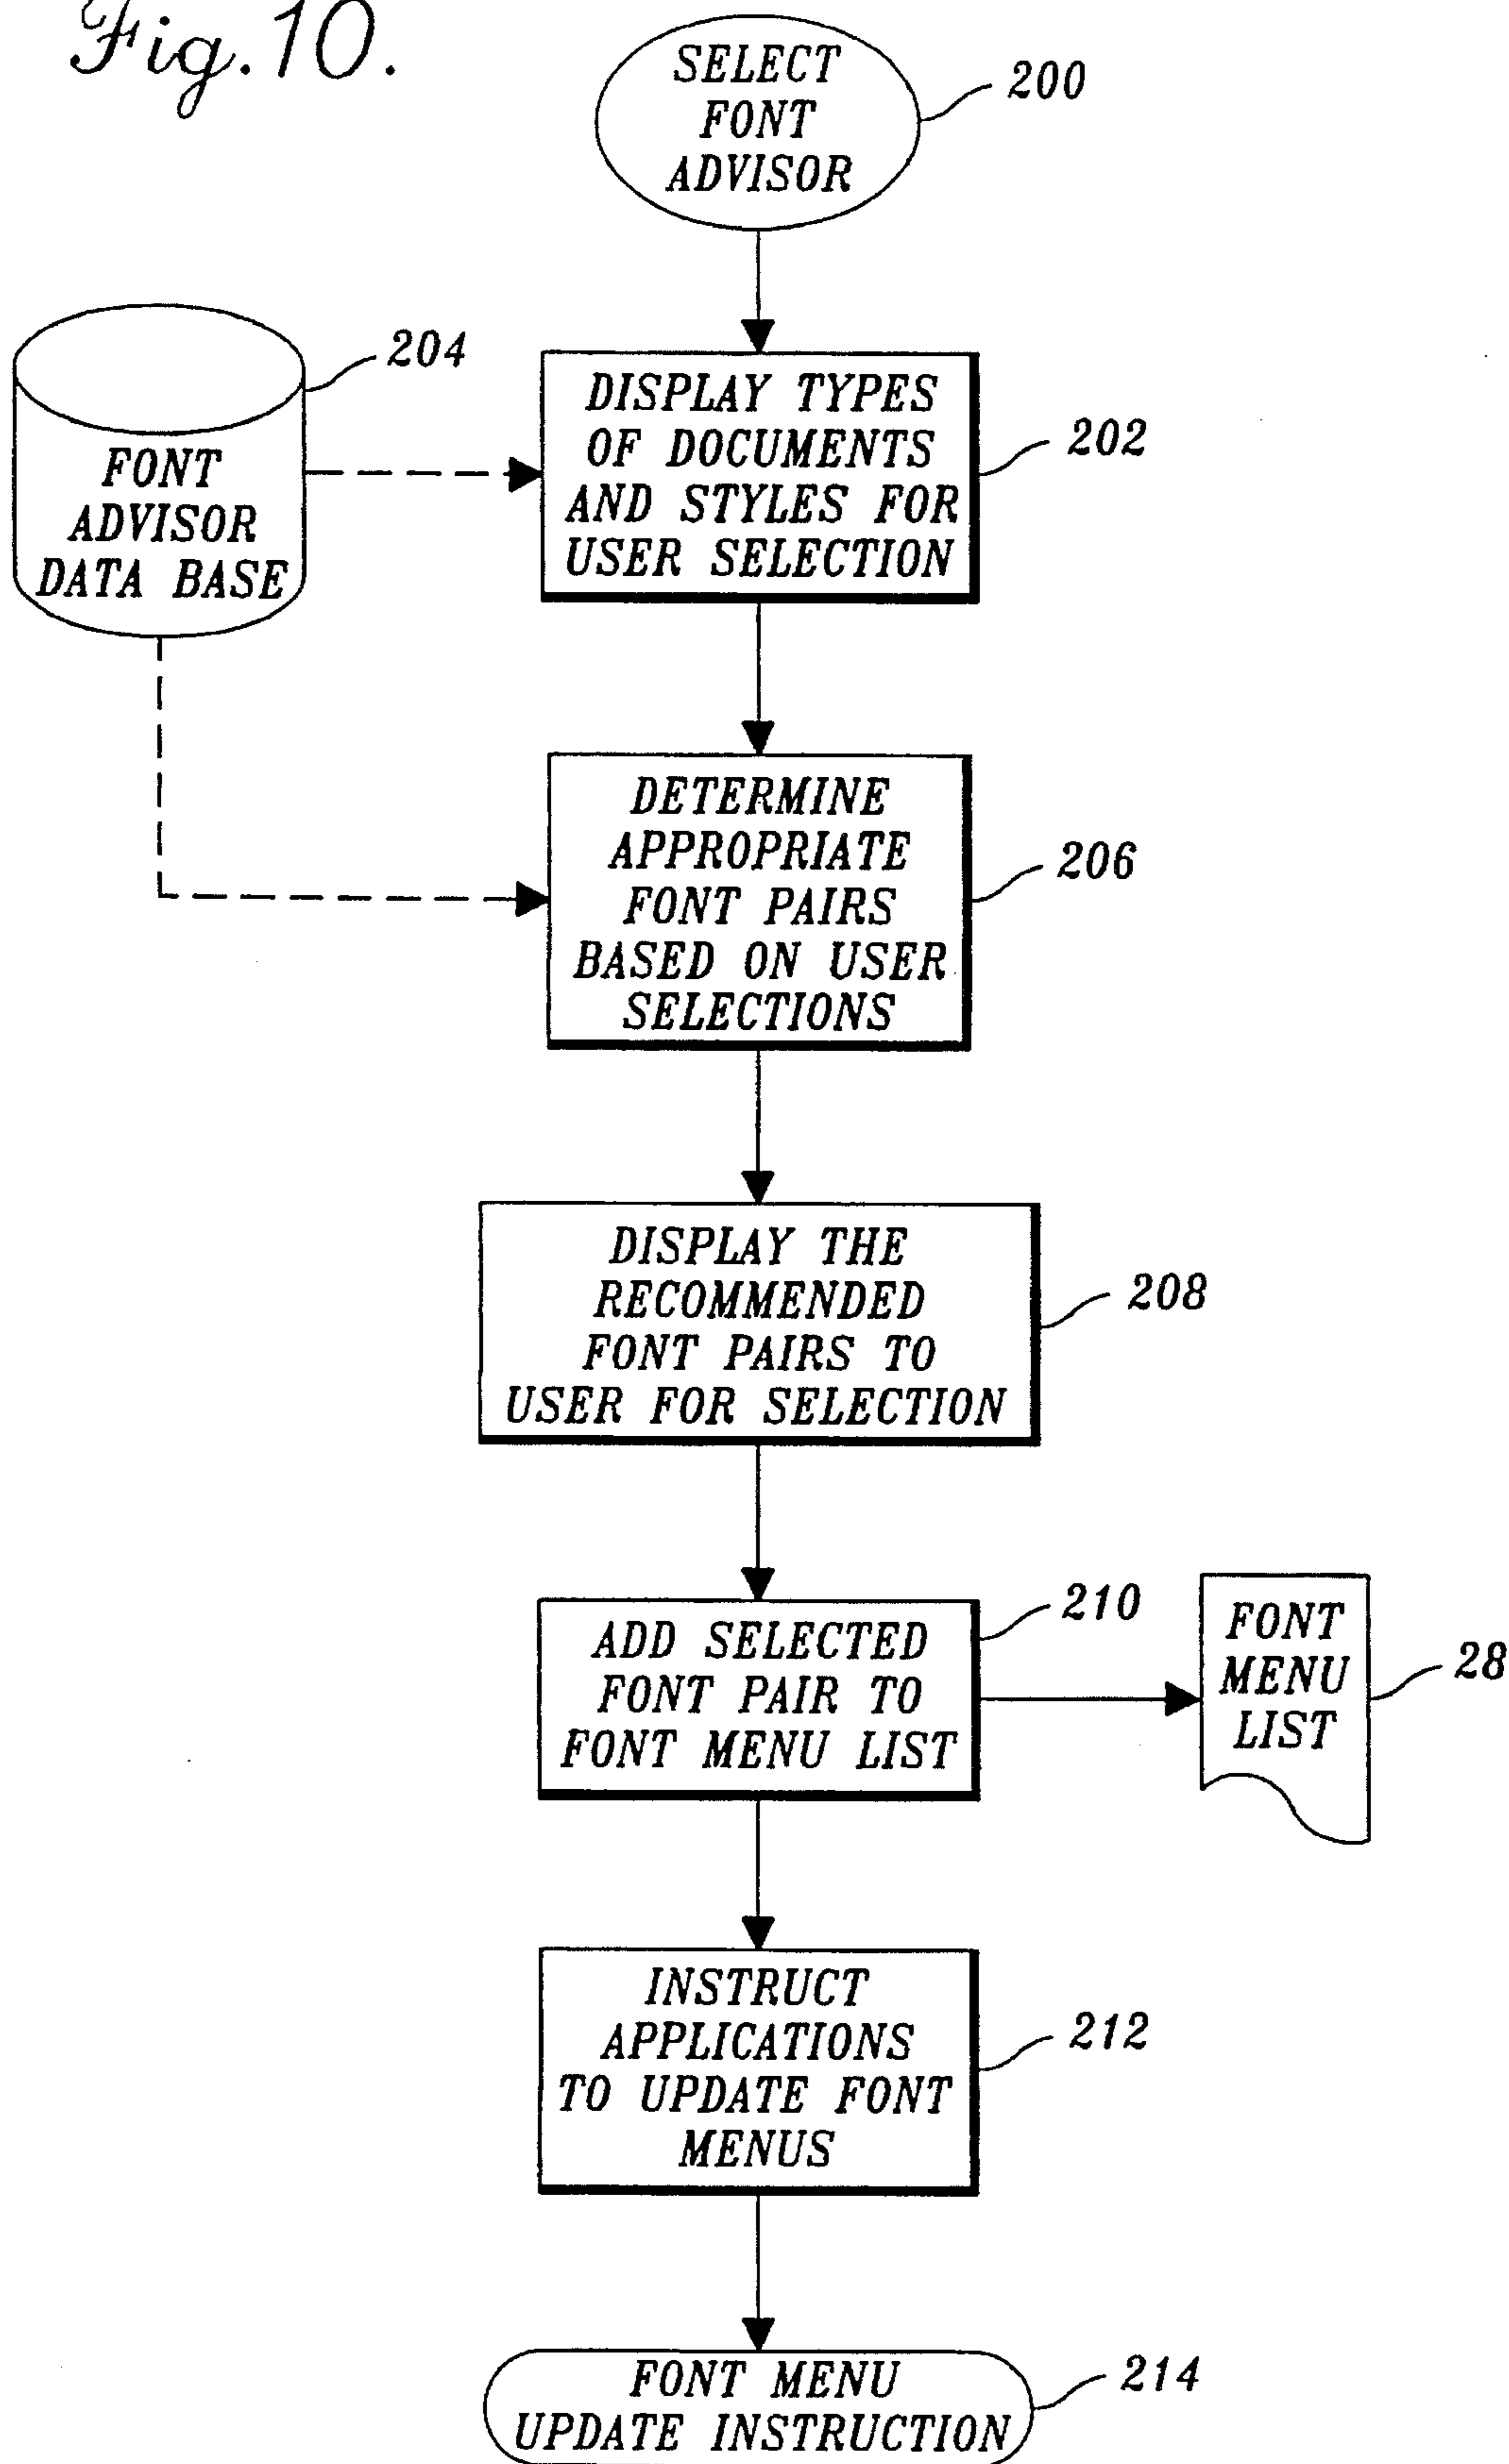 Fig.10.
SELECT
FONT
ADVISOR
200
204
FONT
ADVISOR
DATA BASE
DISPLAY TYPES
OF DOCUMENTS
AND STYLES FOR
USER SELECTION
202
DETERMINE
APPROPRIATE
FONT PAIRS
BASED ON USER
SELECTIONS
206
DISPLAY THE
RECOMMENDED
FONT PAIRS TO
USER FOR SELECTION
208
ADD SELECTED
FONT PAIR TO
FONT MENU LIST
210
FONT
MENU
LIST
28
INSTRUCT
APPLICATIONS
TO UPDATE FONT
MENUS
212
FONT MENU
UPDATE INSTRUCTION
214